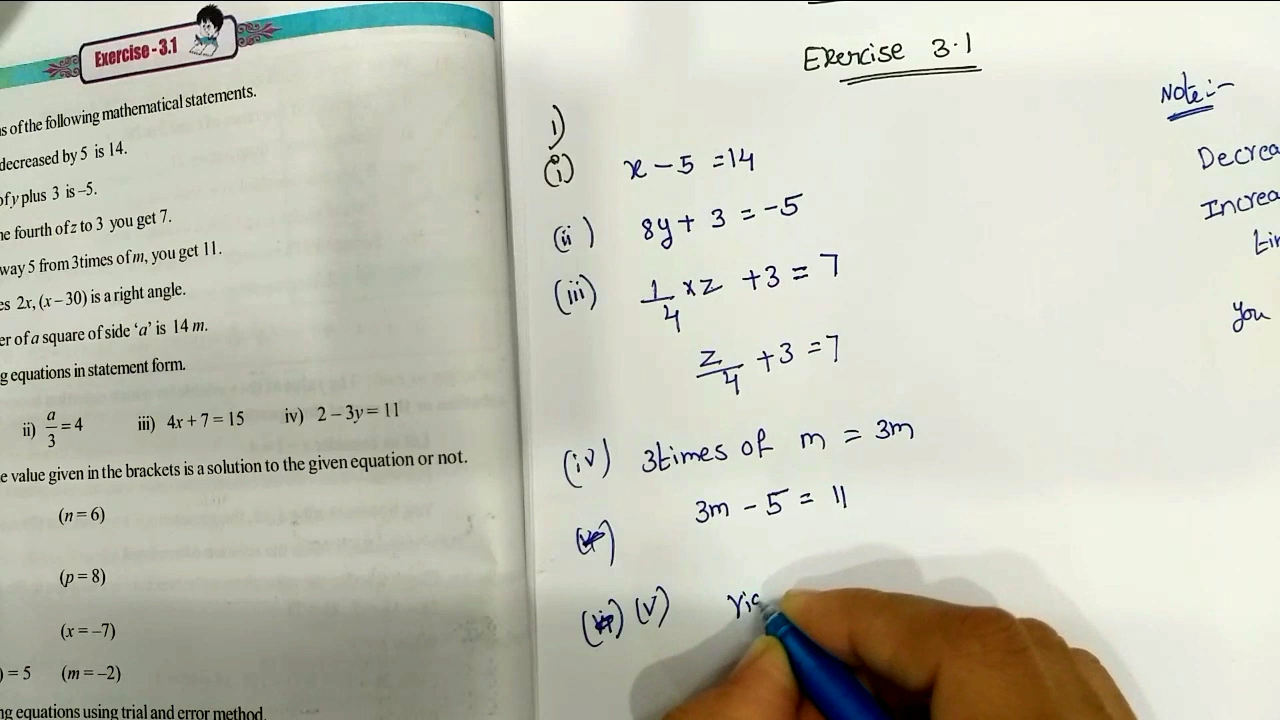 Exercise - 3.1
s of the following mathematical statements.
decreased by 5 is 14.
of y plus 3 is –5.
ne fourth of z to 3 you get 7.
way 5 from 3times of m, you get 11.
es 2x, (x – 30) is a right angle.
er of a square of side ‘a’ is 14 m.
g equations in statement form.
ii) a/3 = 4 iii) 4x + 7 = 15 iv) 2 – 3y = 11
e value given in the brackets is a solution to the given equation or not.
(n = 6)
(p = 8)
(x = –7)
) = 5 (m = –2)
ng equations using trial and error method.
Exercise 3.1
1)
(i) x – 5 = 14
(ii) 8y + 3 = -5
(iii) 1/4 × z + 3 = 7
z/4 + 3 = 7
(iv) 3times of m = 3m
3m – 5 = 11
(v)
Note:-
Decrea
Increa
You